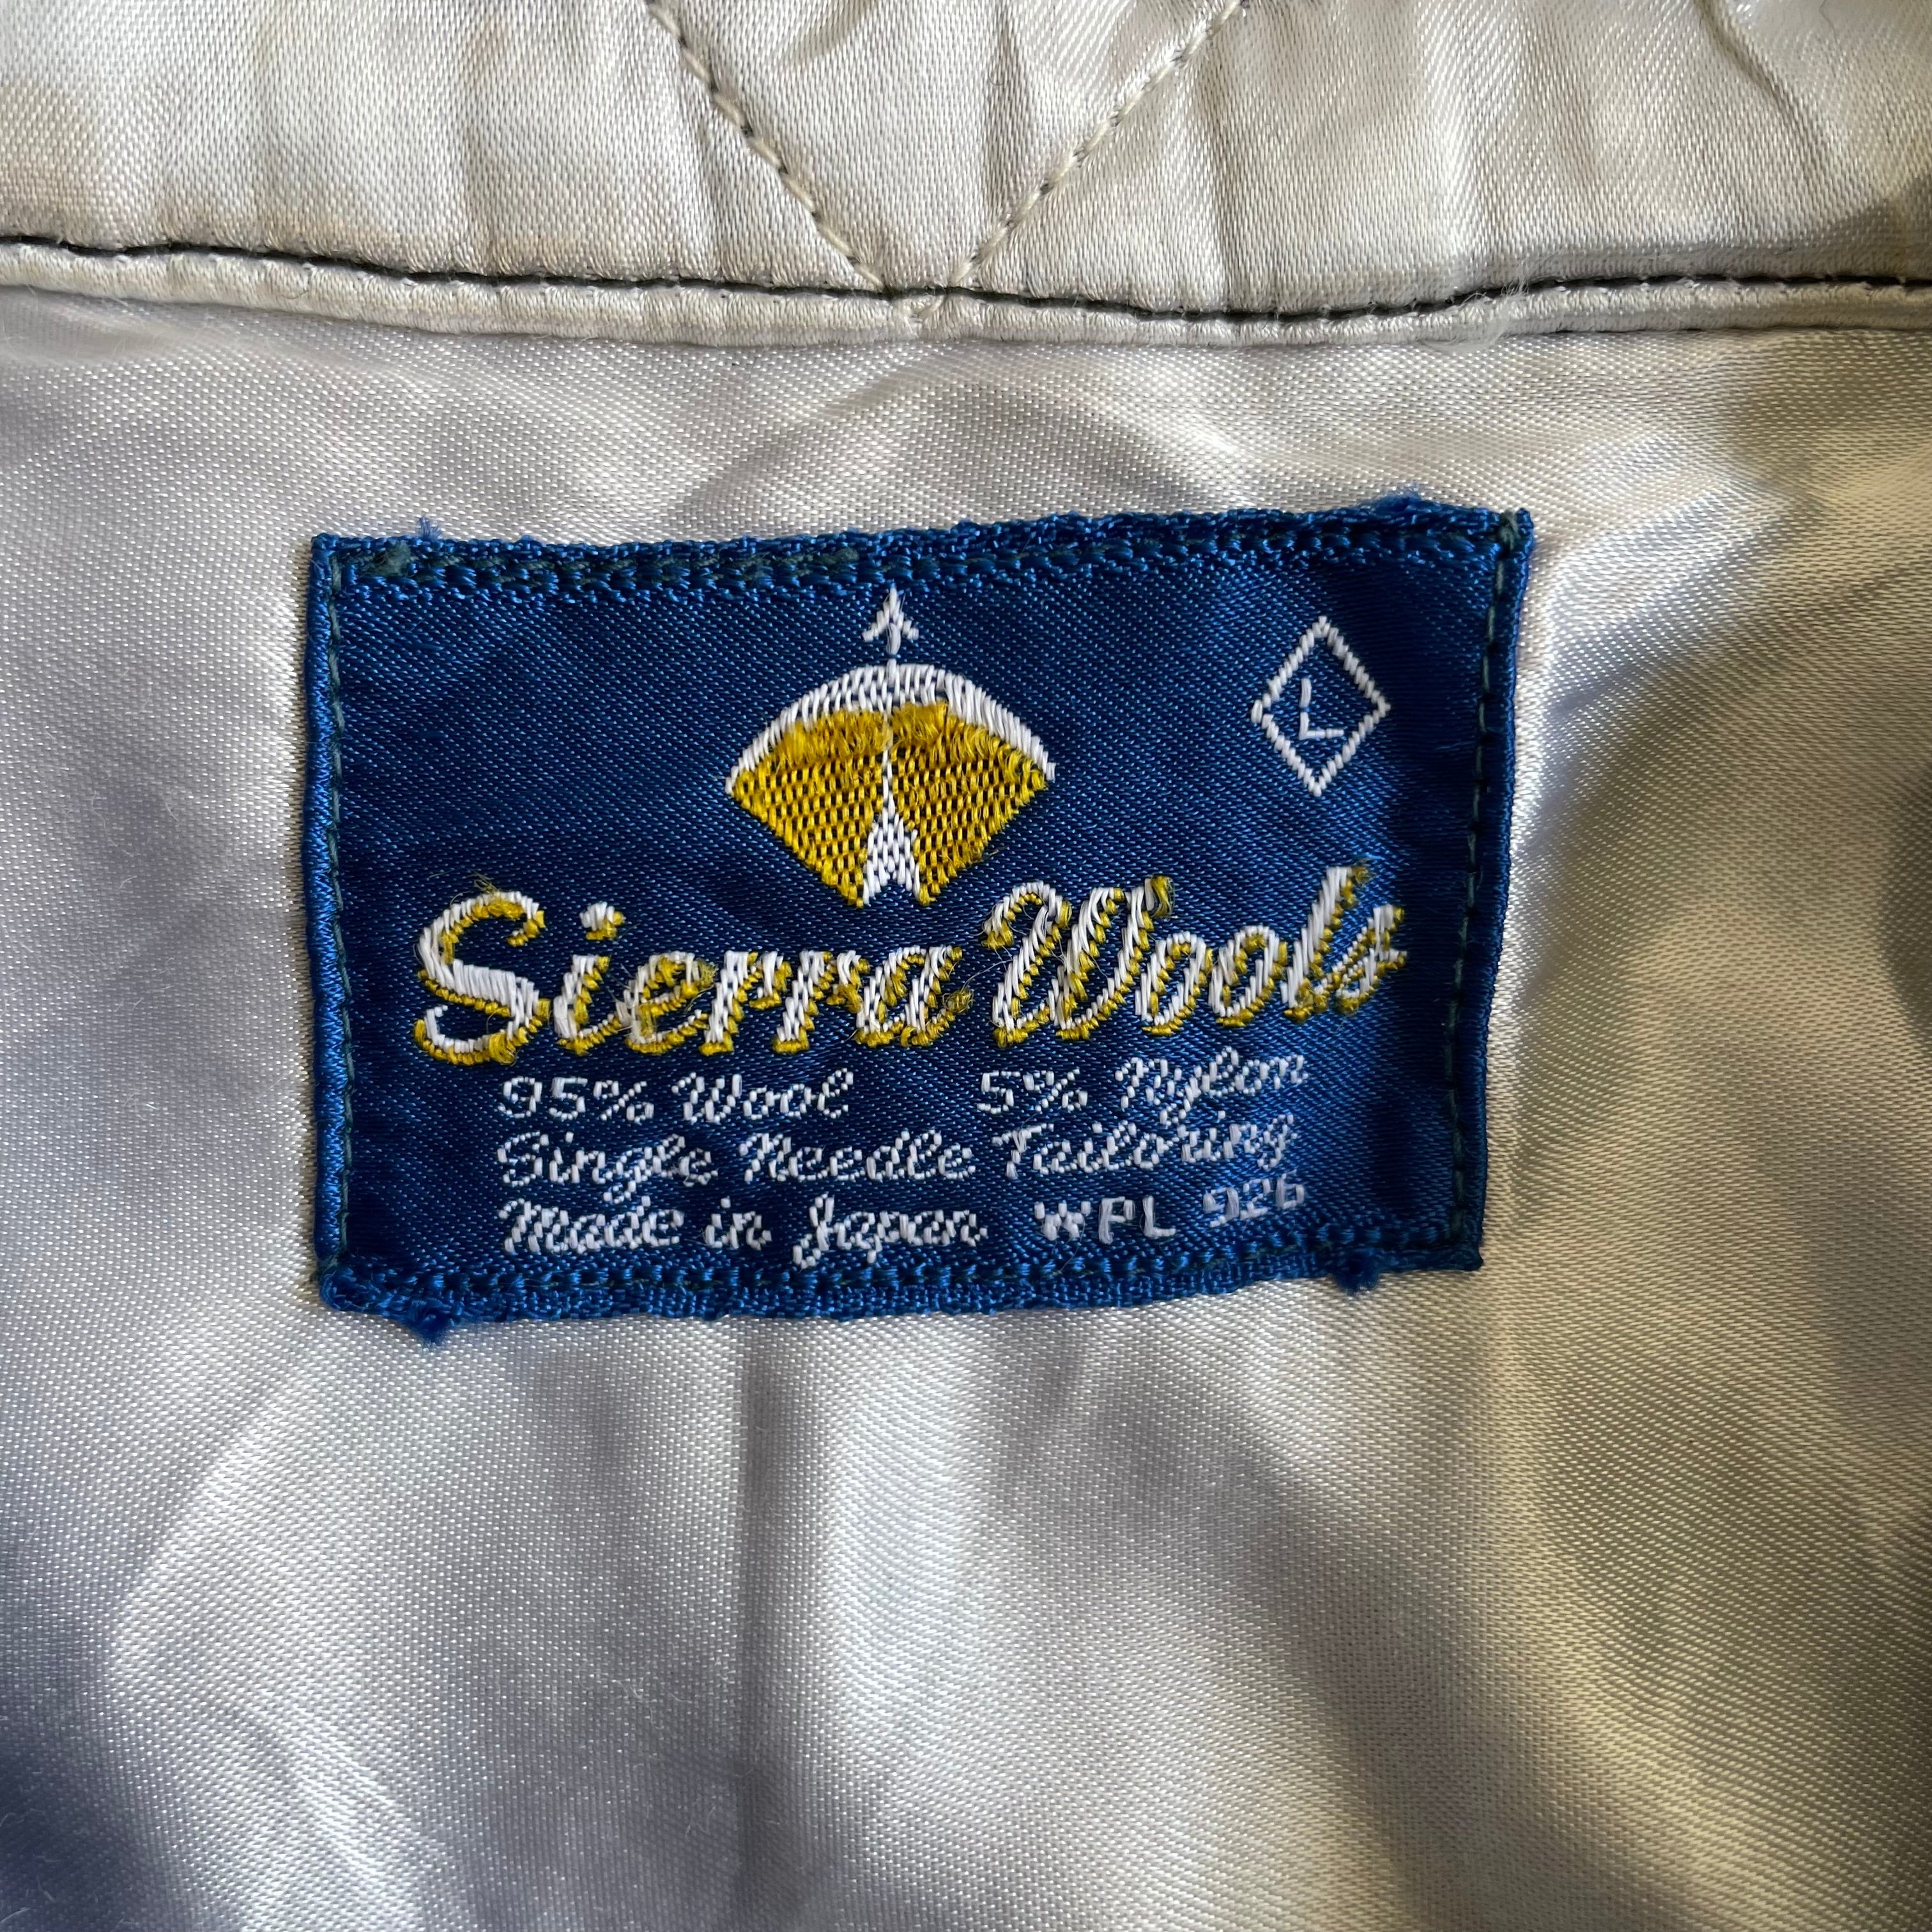 L
Sierra Wools
95% Wool 5% Nylon
Single Needle Tailoring
Made in Japan WPL 926